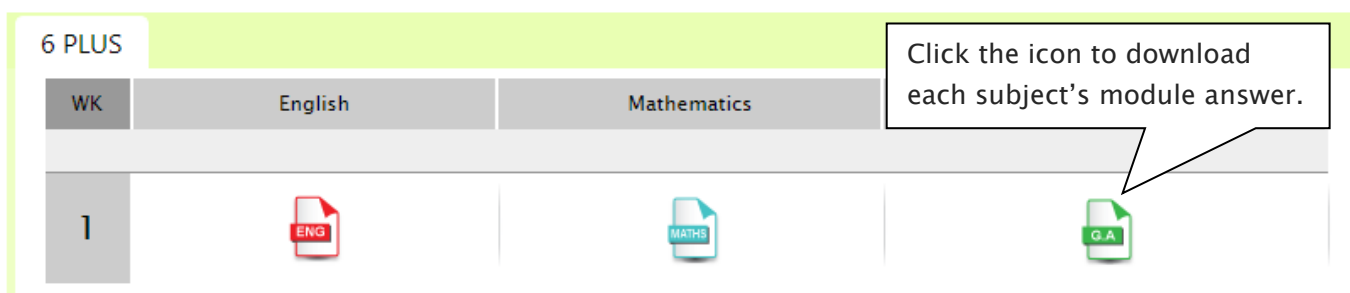 6 PLUS
Click the icon to download
each subject's module answer.
WK English Mathematics
1 ENG MATHS G.A